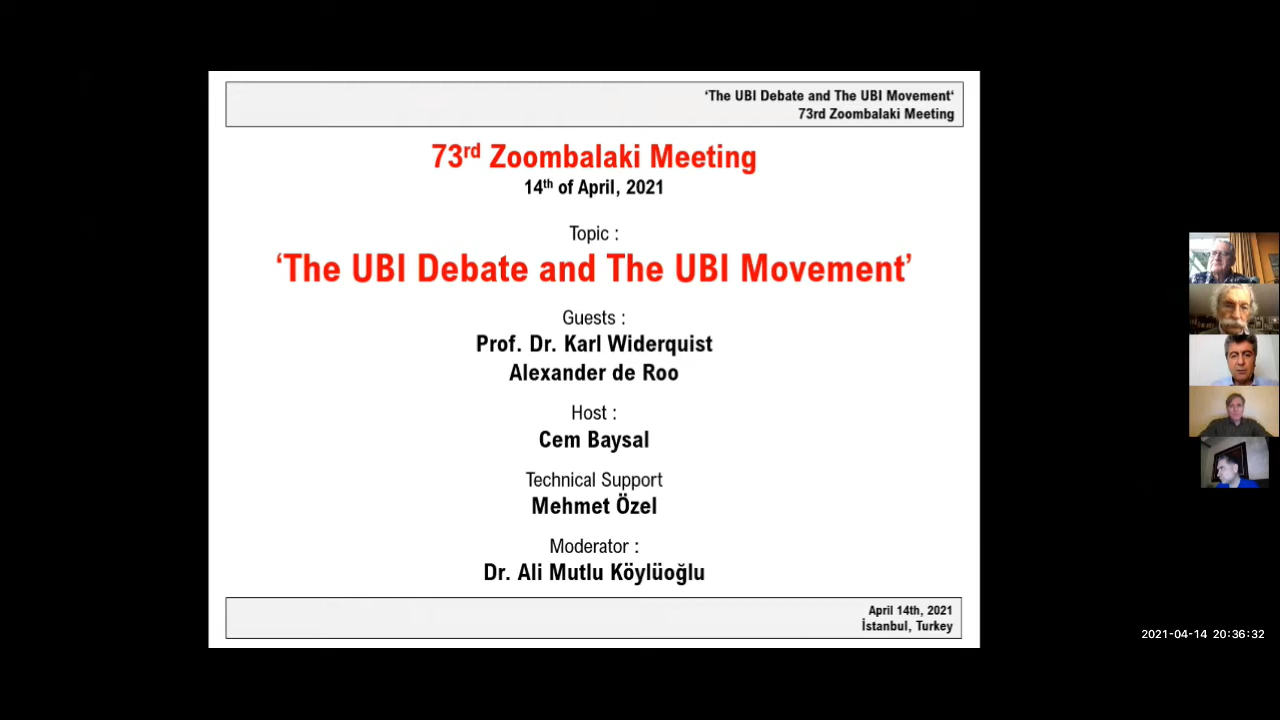 ‘The UBI Debate and The UBI Movement‘
73rd Zoombalaki Meeting
73rd Zoombalaki Meeting
14th of April, 2021
Topic :
‘The UBI Debate and The UBI Movement’
Guests :
Prof. Dr. Karl Widerquist
Alexander de Roo
Host :
Cem Baysal
Technical Support
Mehmet Özel
Moderator :
Dr. Ali Mutlu Köylüoğlu
April 14th, 2021
İstanbul, Turkey
2021-04-14 20:36:32